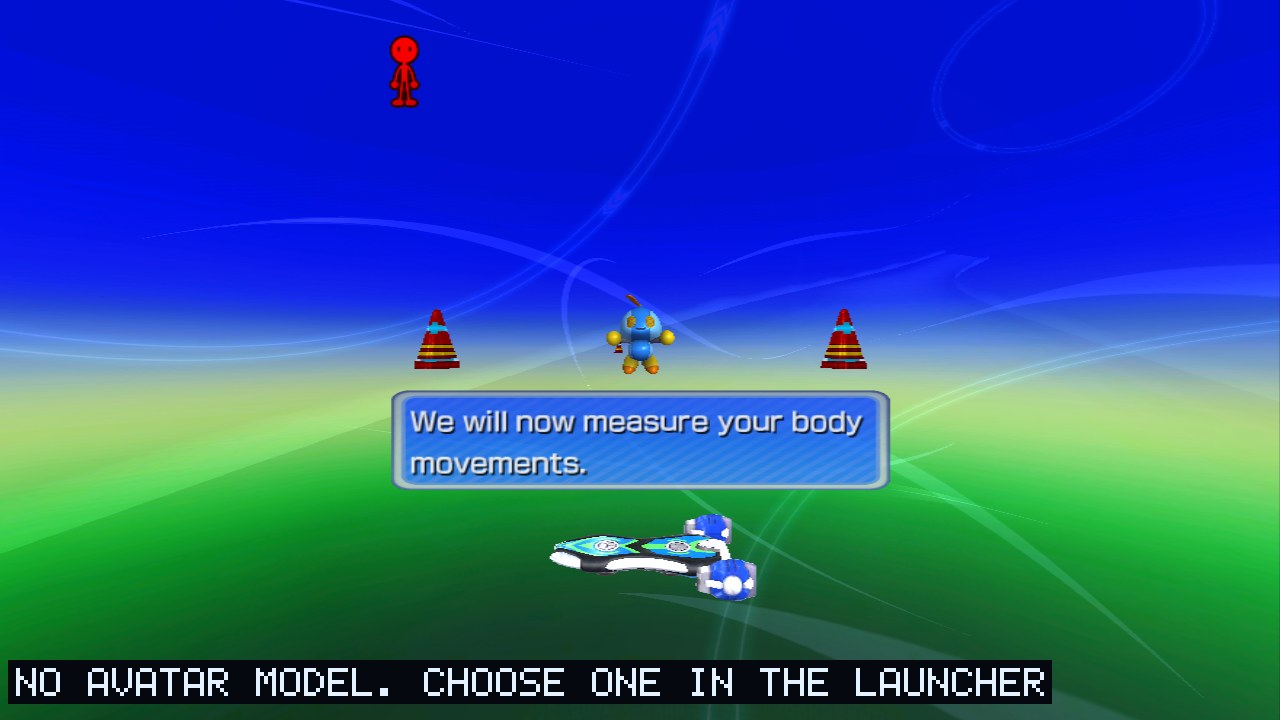 We will now measure your body
movements.
NO AVATAR MODEL. CHOOSE ONE IN THE LAUNCHER